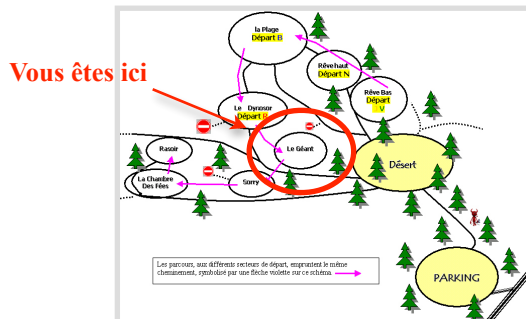 la Plage
Départ B
Vous êtes ici
Rêve haut
Départ N
Rêve Bas
Départ
V
Le Dynosor
Départ R
Rasoir
Le Géant
Désert
La Chambre
Des Fées
Sorry
Les parcours, aux différents secteurs de départ, empruntent le même
cheminement, symbolisé par une flèche violette sur ce schéma.
PARKING